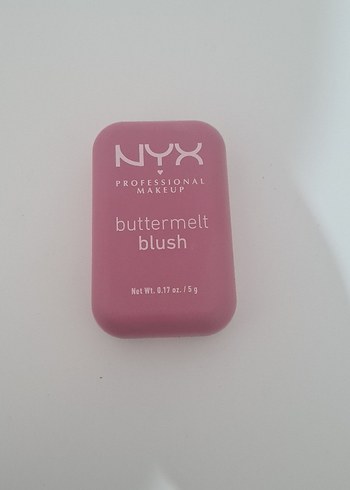 NYX
PROFESSIONAL
MAKEUP
buttermelt
blush
Net Wt. 0.17 oz. / 5 g